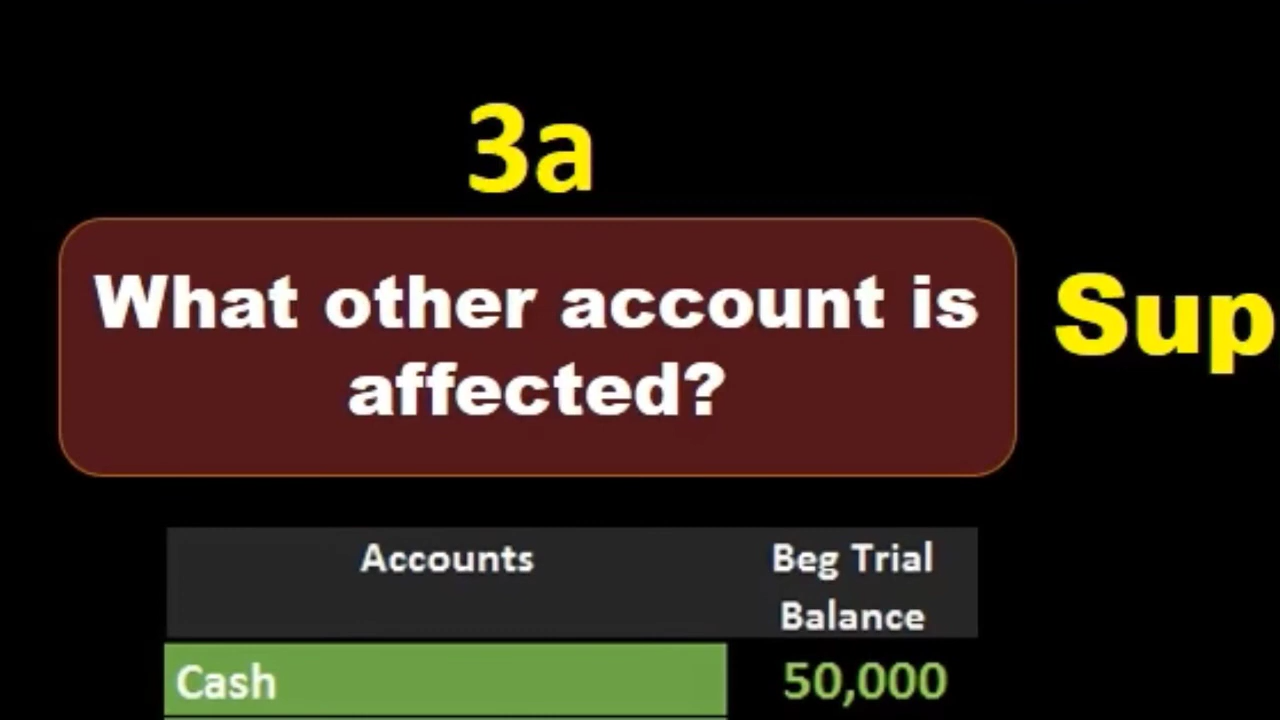 3a
What other account is
affected?
Sup
Accounts
Beg Trial
Balance
Cash
50,000